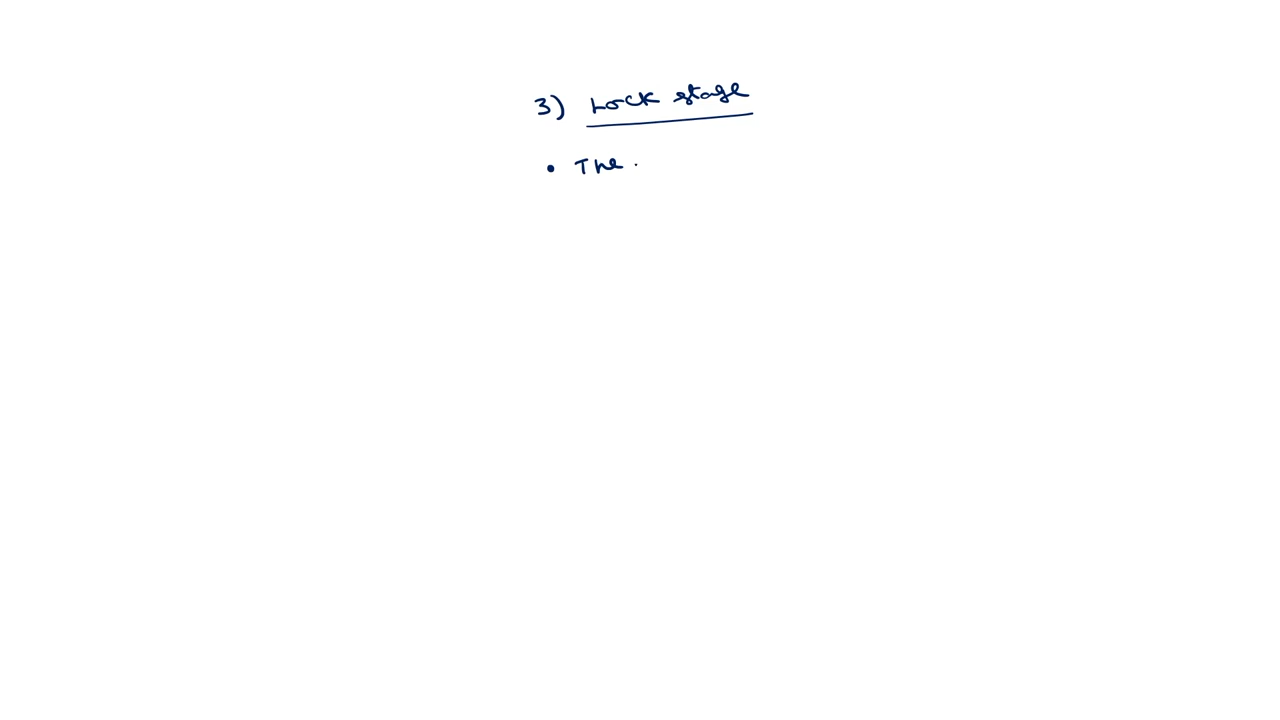 3) Lock stage
• The